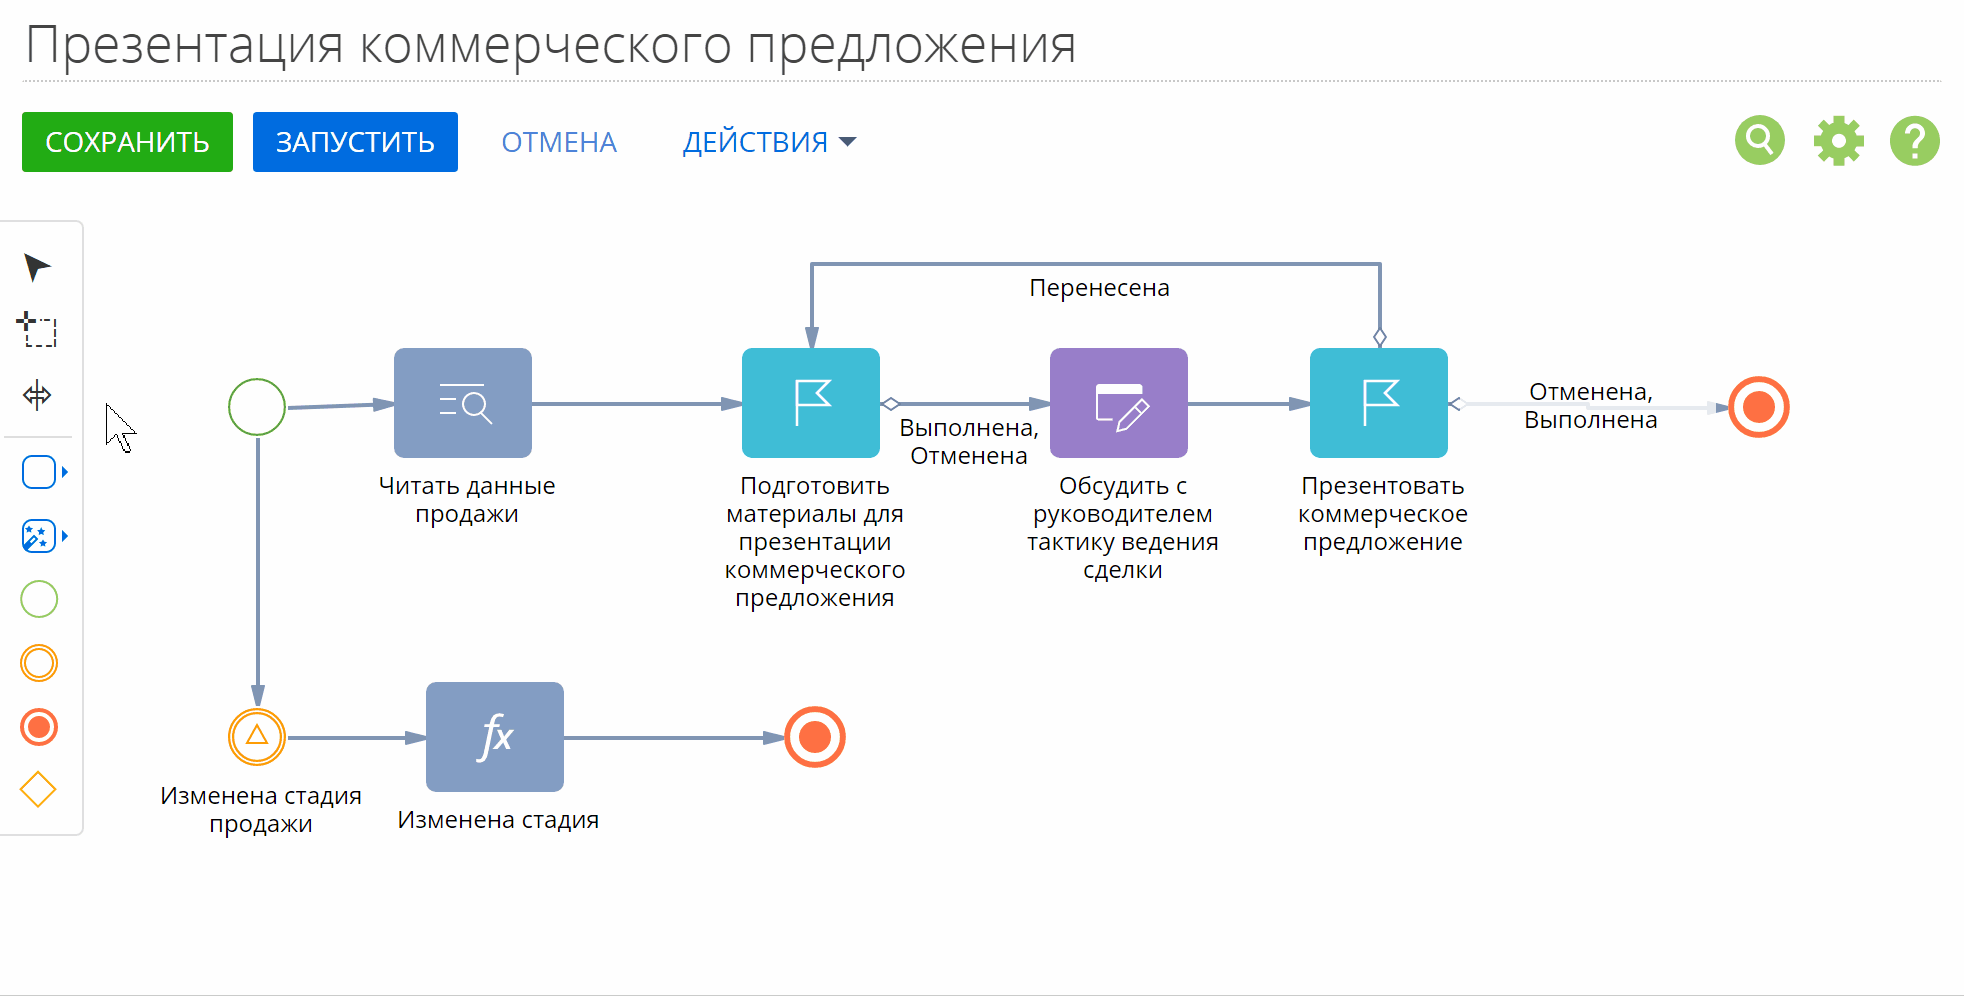 Презентация коммерческого предложения
СОХРАНИТЬ
ЗАПУСТИТЬ
ОТМЕНА
ДЕЙСТВИЯ
?
Перенесена
Отменена,
Выполнена
Выполнена,
Отменена
Читать данные
продажи
Подготовить
материалы для
презентации
коммерческого
предложения
Обсудить с
руководителем
тактику ведения
сделки
Презентовать
коммерческое
предложение
fx
Изменена стадия
продажи
Изменена стадия